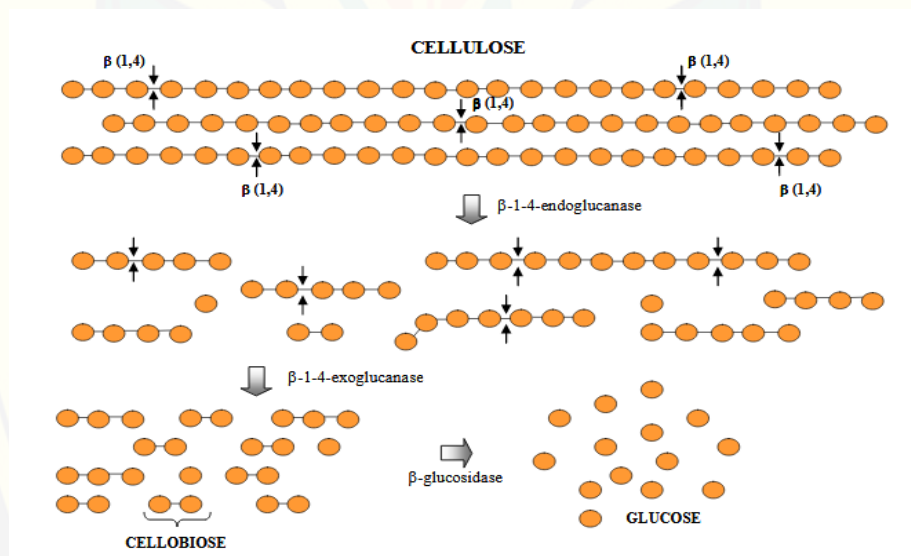 CELLULOSE
β (1,4)
β (1,4)
β (1,4)
β (1,4)
β (1,4)
β-1-4-endoglucanase
β-1-4-exoglucanase
β-glucosidase
GLUCOSE
CELLOBIOSE